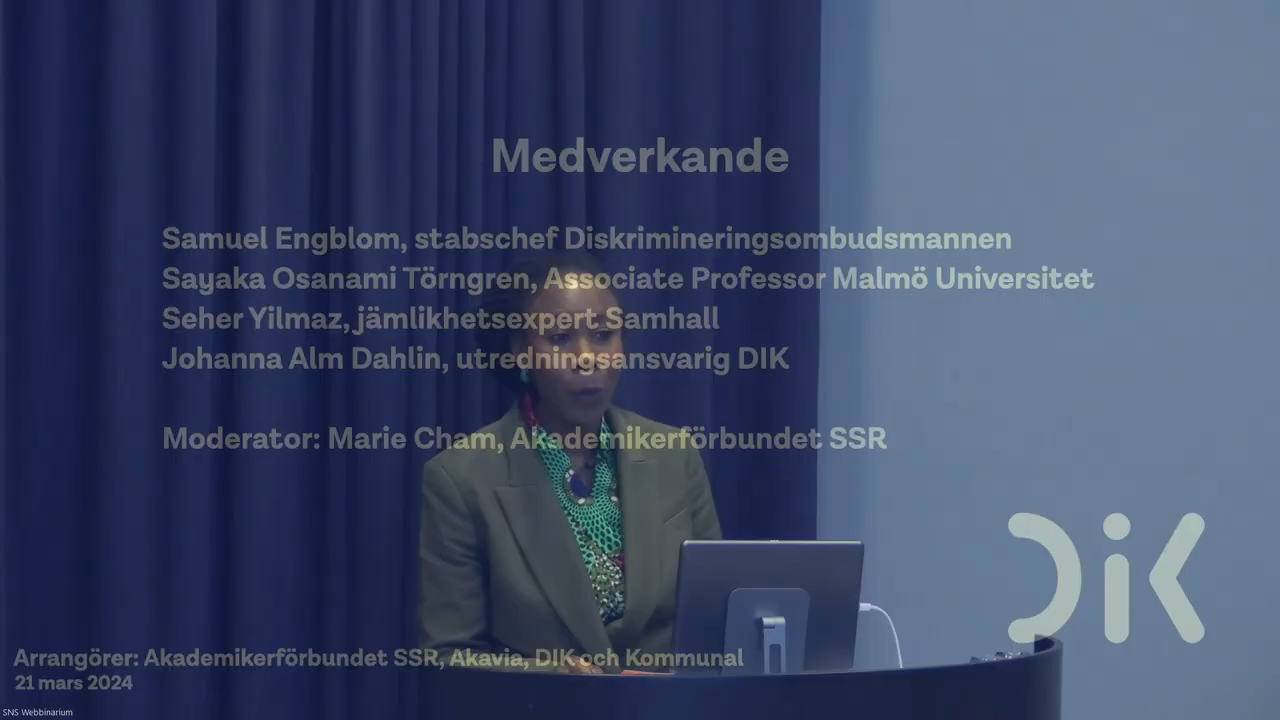 Medverkande
Samuel Engblom, stabschef Diskrimineringsombudsmannen
Sayaka Osanami Törngren, Associate Professor Malmö Universitet
Seher Yilmaz, jämlikhetsexpert Samhall
Johanna Alm Dahlin, utredningsansvarig DIK
Moderator: Marie Cham, Akademikerförbundet SSR
DiK
Arrangörer: Akademikerförbundet SSR, Akavia, DIK och Kommunal
21 mars 2024
SNS Webbinarium